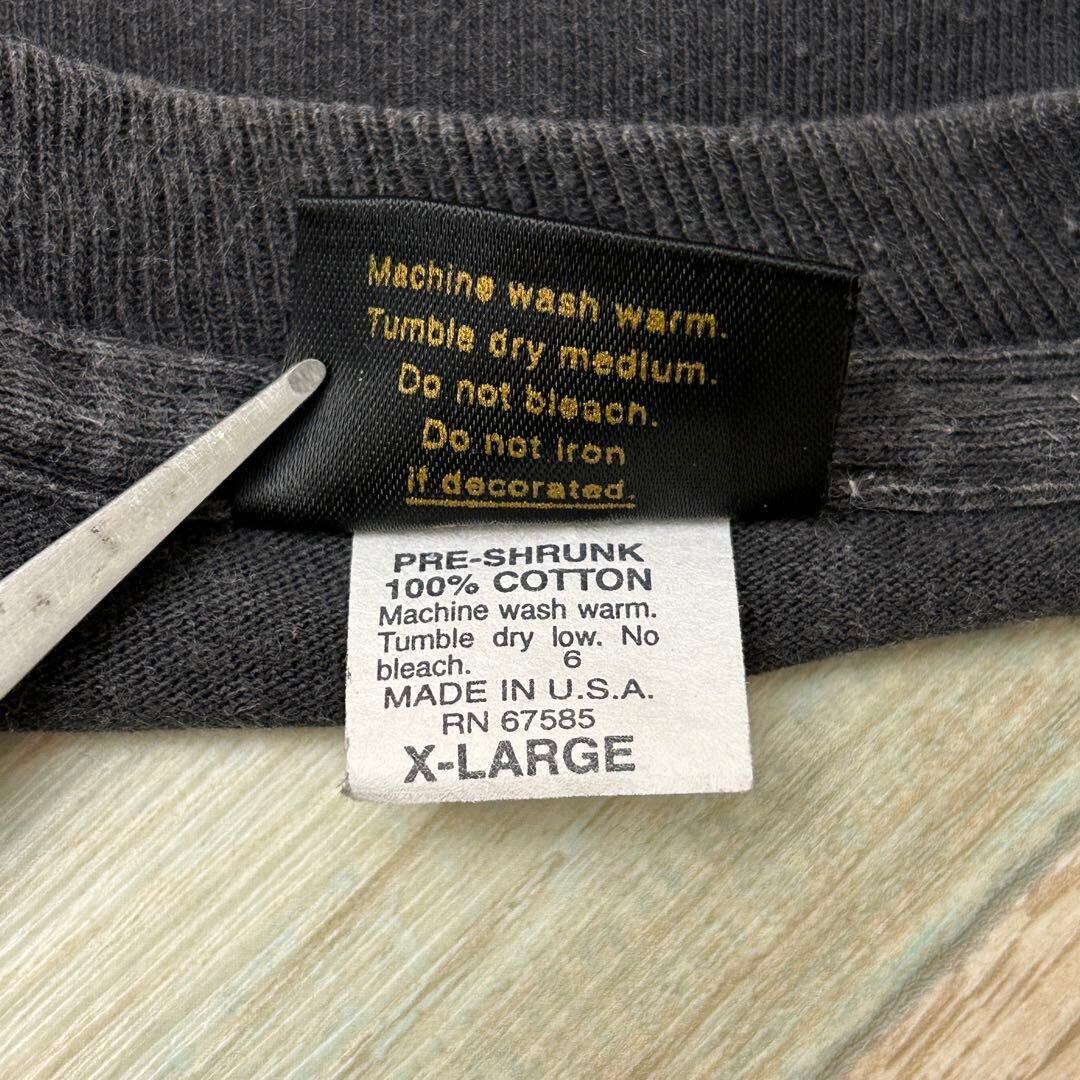 Machine wash warm.
Tumble dry medium.
Do not bleach.
Do not iron
if decorated.
PRE-SHRUNK
100% COTTON
Machine wash warm.
Tumble dry low. No
bleach. 6
MADE IN U.S.A.
RN 67585
X-LARGE